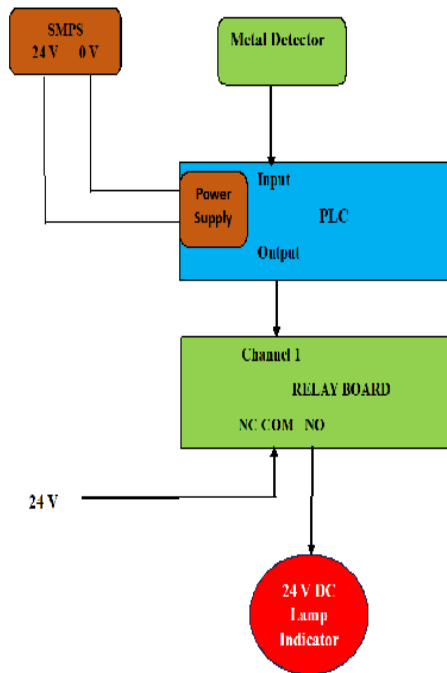 SMPS
24 V 0 V
Metal Detector
Input
Power
Supply
PLC
Output
Channel 1
RELAY BOARD
NC COM NO
24 V
24 V DC
Lamp
Indicator